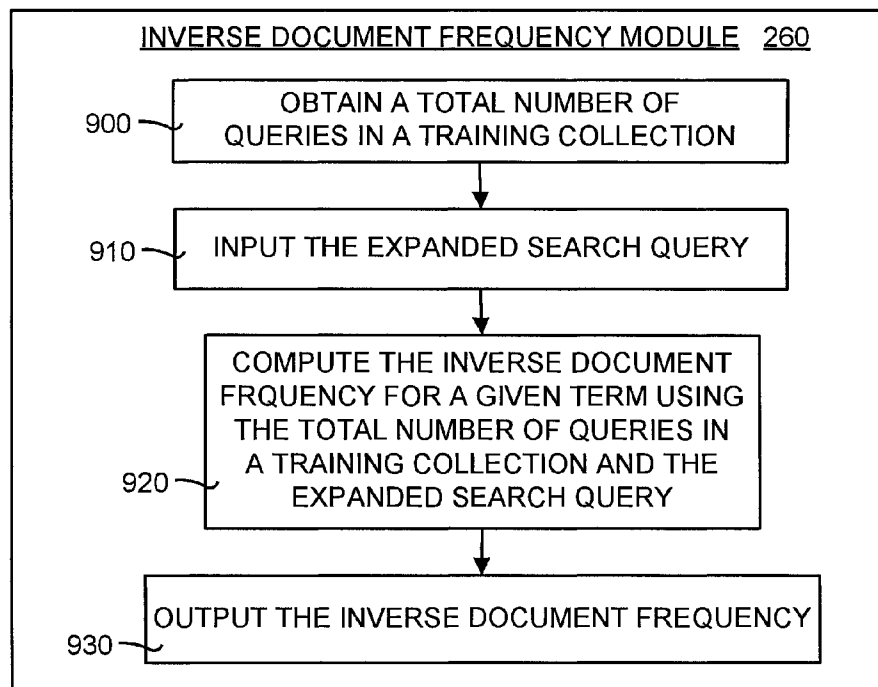 INVERSE DOCUMENT FREQUENCY MODULE 260
900
OBTAIN A TOTAL NUMBER OF
QUERIES IN A TRAINING COLLECTION
910
INPUT THE EXPANDED SEARCH QUERY
920
COMPUTE THE INVERSE DOCUMENT
FRQUENCY FOR A GIVEN TERM USING
THE TOTAL NUMBER OF QUERIES IN
A TRAINING COLLECTION AND THE
EXPANDED SEARCH QUERY
930
OUTPUT THE INVERSE DOCUMENT FREQUENCY